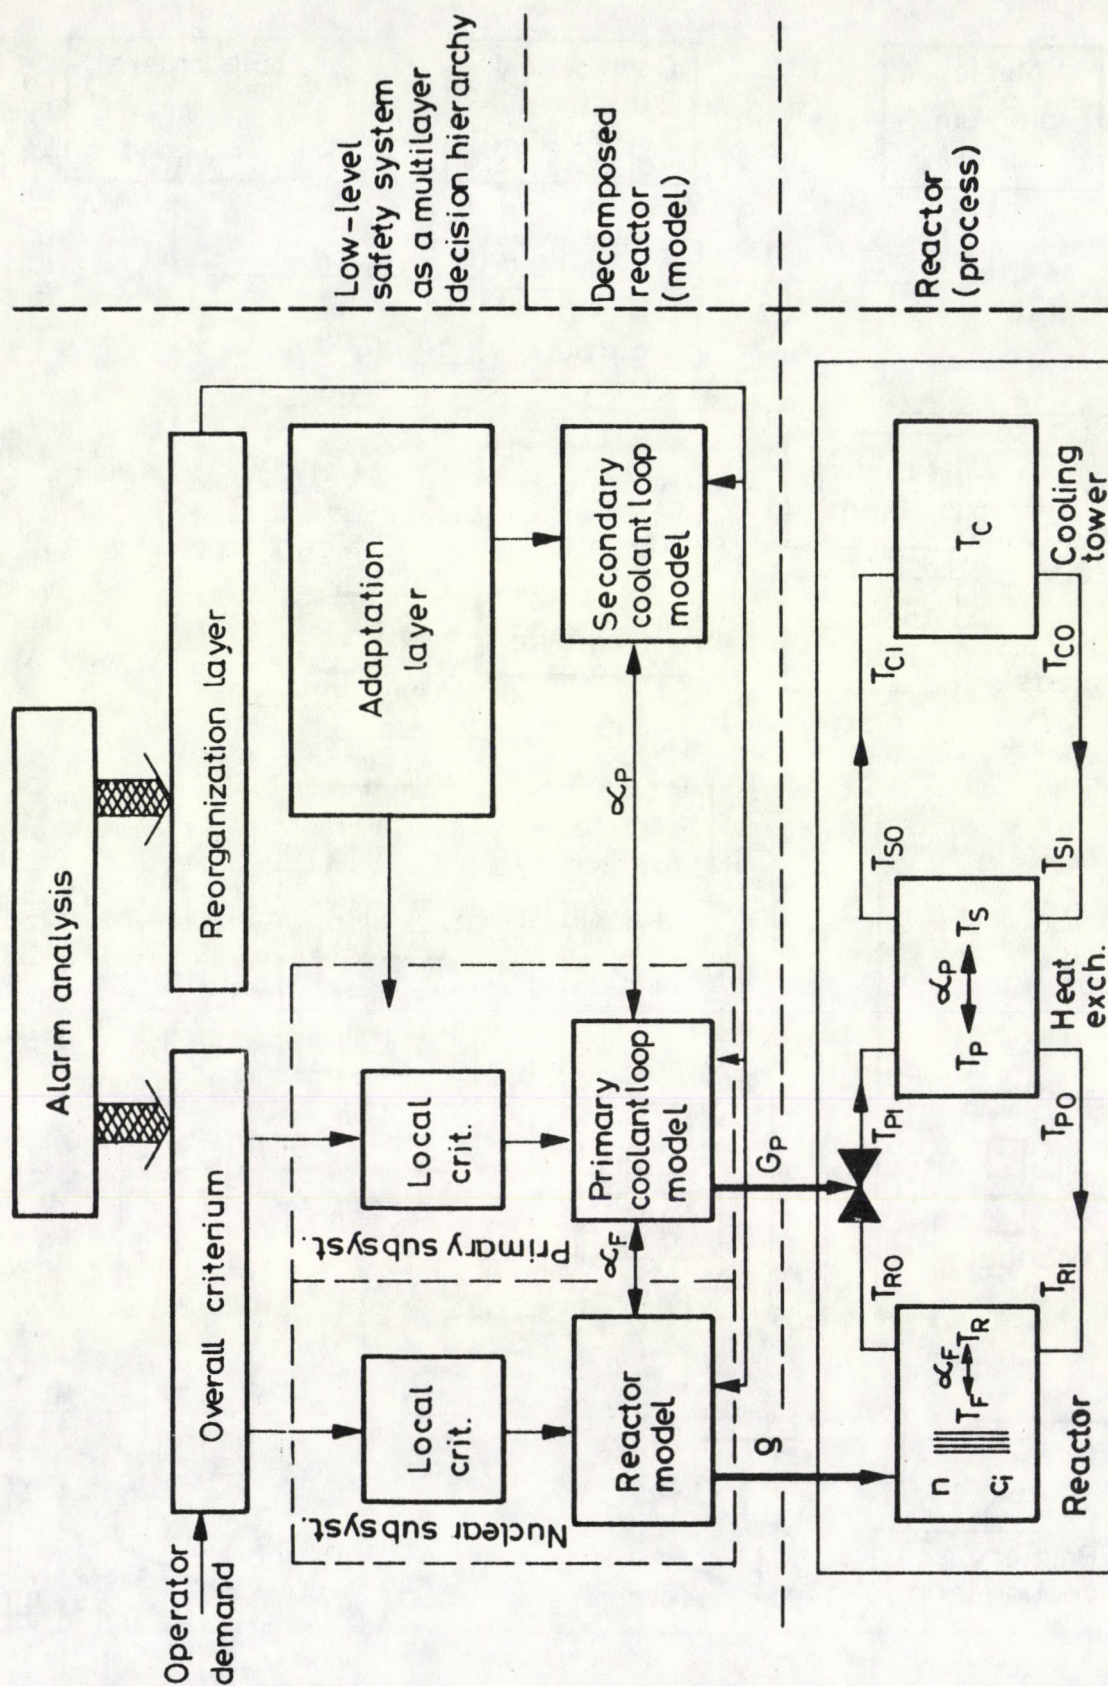 Alarm analysis
Operator
demand
Overall criterium
Reorganization layer
Low-level
safety system
as a multilayer
decision hierarchy
Nuclear subsyst.
Local
crit.
Primary subsyst.
Local
crit.
Adaptation
layer
Reactor
model
αF
Primary
coolant loop
model
αP
Secondary
coolant loop
model
Decomposed
reactor
(model)
GP
TRO
TPI
TSO
TCI
n
ci
TF
αF
TR
TP
αP
TS
TC
Reactor
(process)
TRI
TPO
TSI
TCO
Reactor
Heat
exch.
Cooling
tower